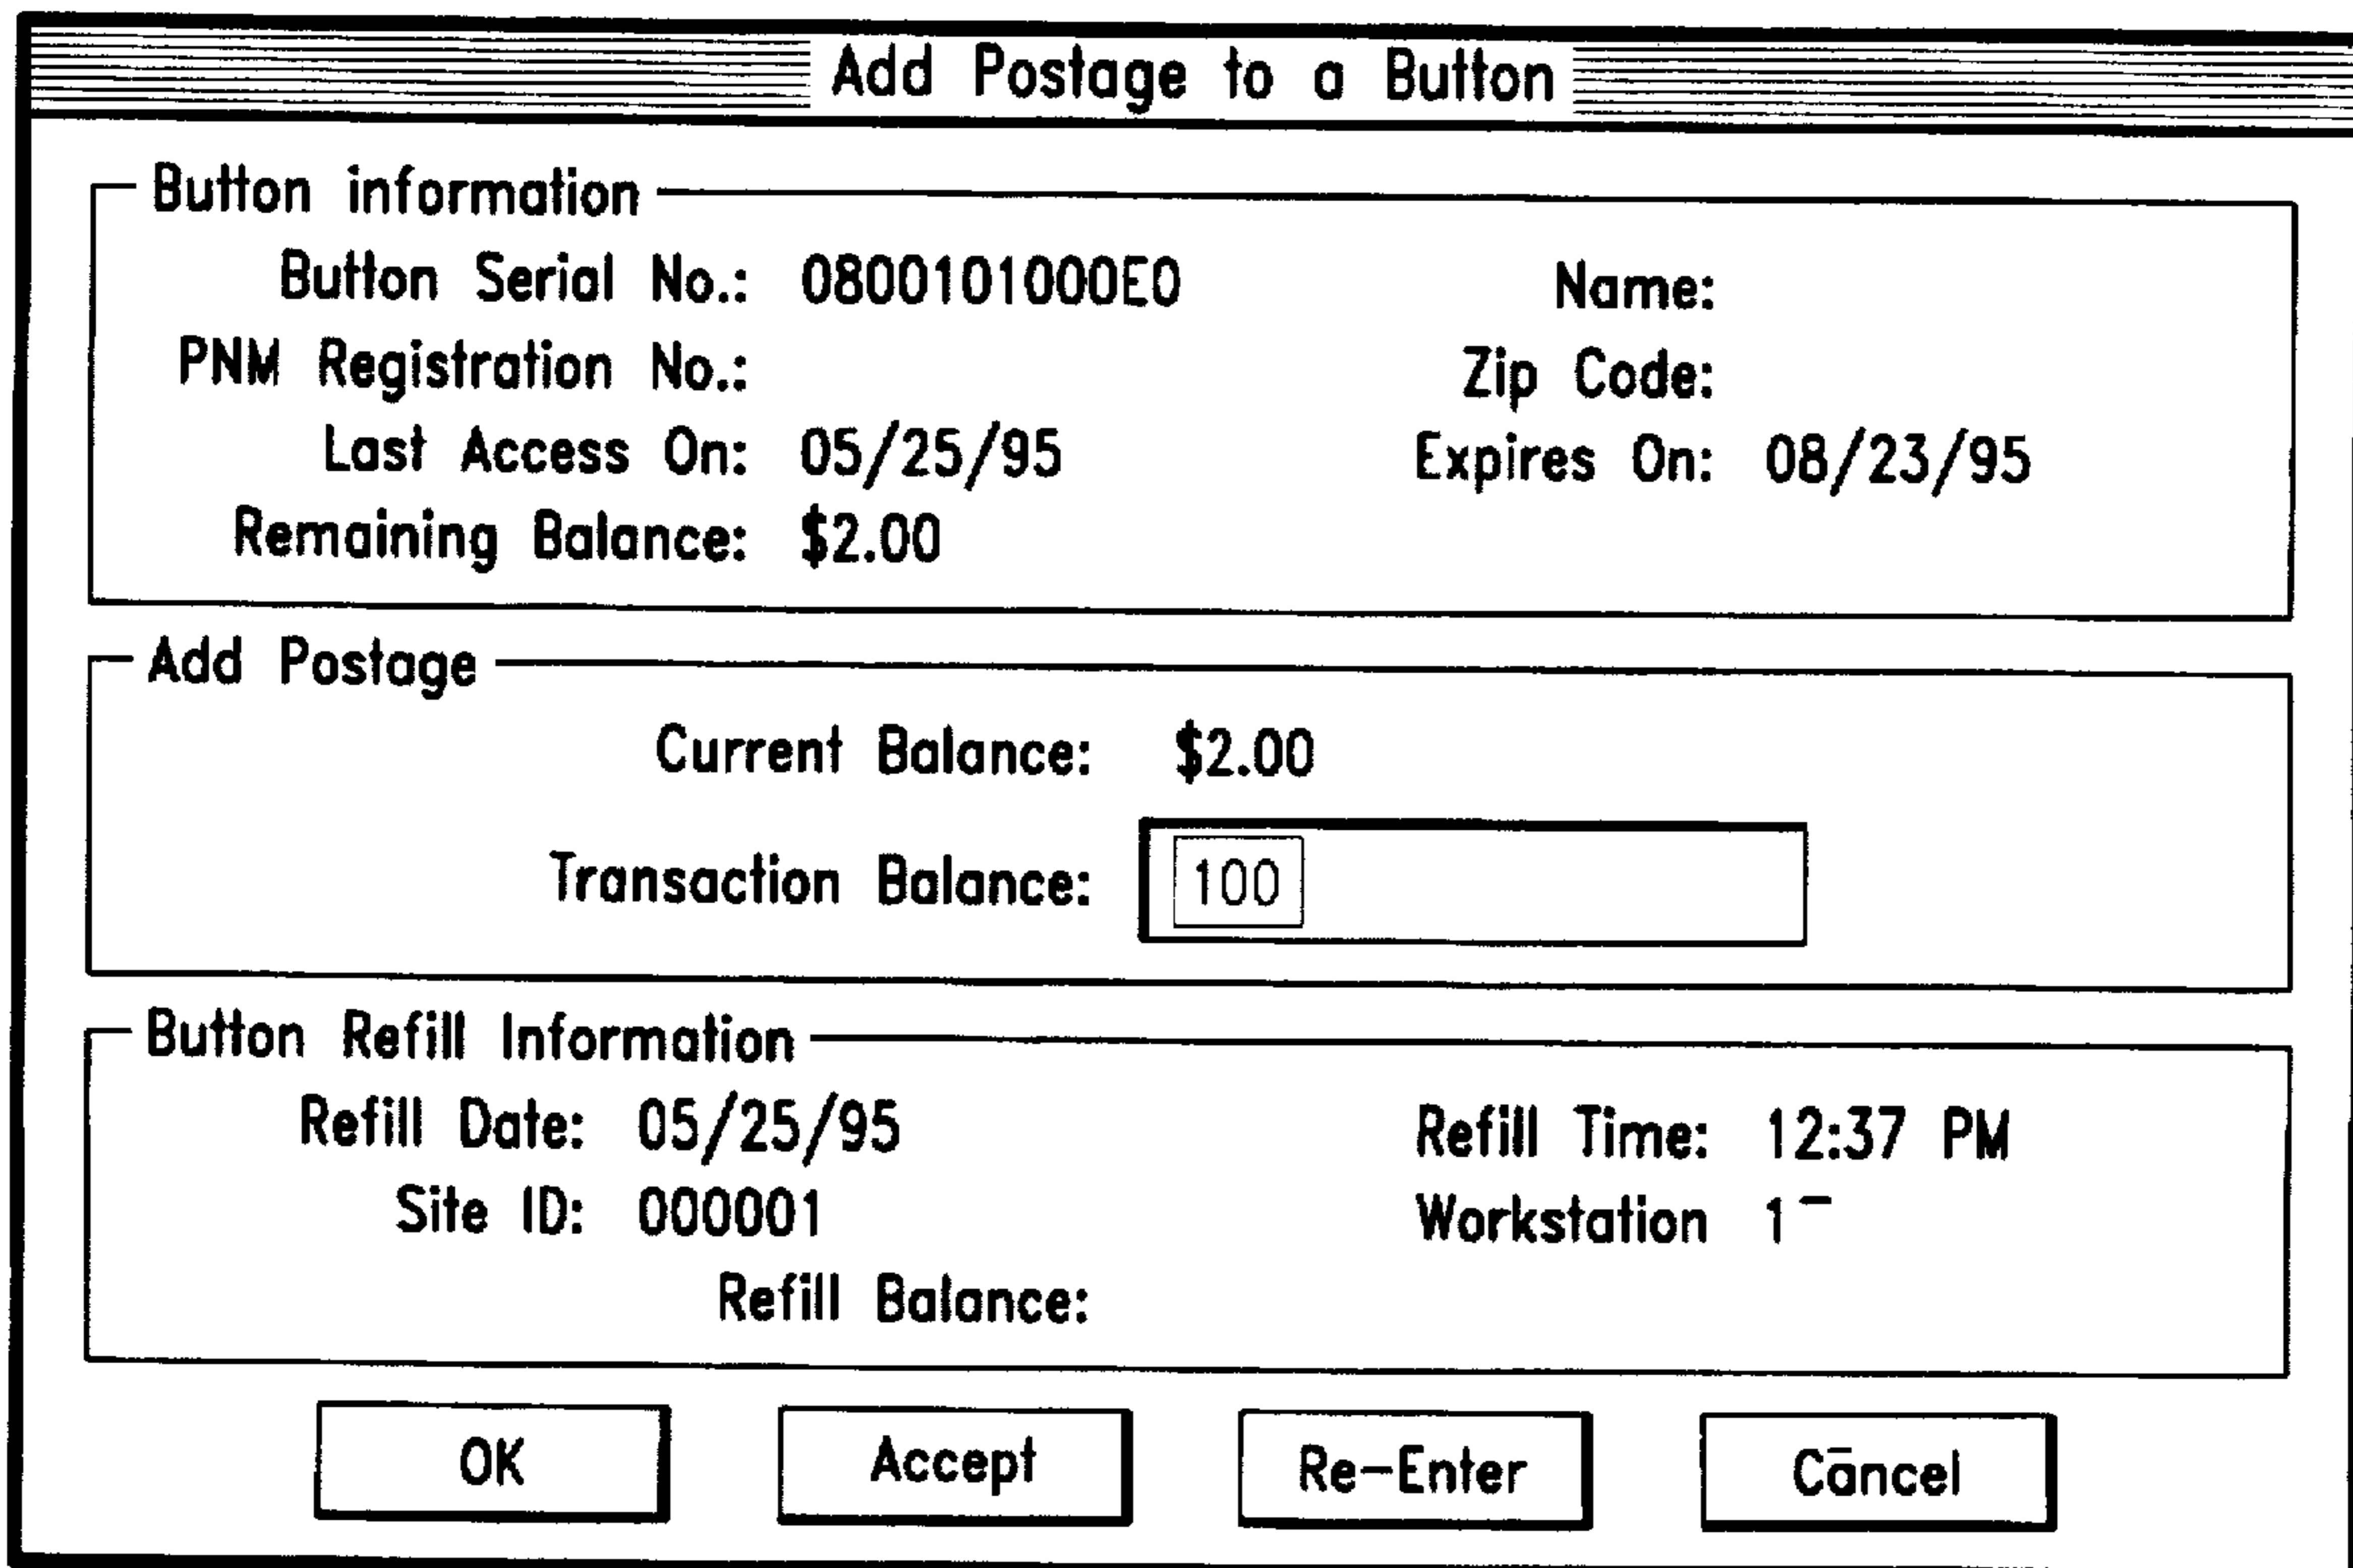 Add Postage to a Button
Button information
Button Serial No.: 0800101000E0 Name:
PNM Registration No.: Zip Code:
Last Access On: 05/25/95 Expires On: 08/23/95
Remaining Balance: $2.00
Add Postage
Current Balance: $2.00
Transaction Balance: 100
Button Refill Information
Refill Date: 05/25/95 Refill Time: 12:37 PM
Site ID: 000001 Workstation 1
Refill Balance:
OK Accept Re-Enter Cancel